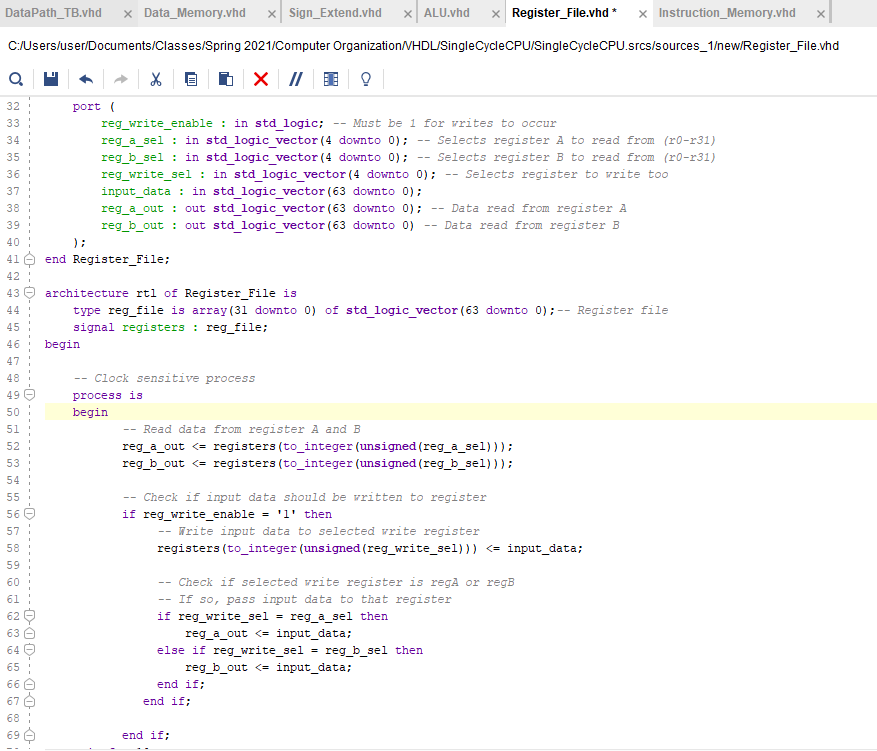 DataPath_TB.vhd × Data_Memory.vhd × Sign_Extend.vhd × ALU.vhd × Register_File.vhd * × Instruction_Memory.vhd ×
C:/Users/user/Documents/Classes/Spring 2021/Computer Organization/VHDL/SingleCycleCPU/SingleCycleCPU.srcs/sources_1/new/Register_File.vhd
32 port (
33 reg_write_enable : in std_logic; -- Must be 1 for writes to occur
34 reg_a_sel : in std_logic_vector(4 downto 0); -- Selects register A to read from (r0-r31)
35 reg_b_sel : in std_logic_vector(4 downto 0); -- Selects register B to read from (r0-r31)
36 reg_write_sel : in std_logic_vector(4 downto 0); -- Selects register to write too
37 input_data : in std_logic_vector(63 downto 0);
38 reg_a_out : out std_logic_vector(63 downto 0); -- Data read from register A
39 reg_b_out : out std_logic_vector(63 downto 0) -- Data read from register B
40 );
41 end Register_File;
42
43 architecture rtl of Register_File is
44 type reg_file is array(31 downto 0) of std_logic_vector(63 downto 0);-- Register file
45 signal registers : reg_file;
46 begin
47
48 -- Clock sensitive process
49 process is
50 begin
51 -- Read data from register A and B
52 reg_a_out <= registers(to_integer(unsigned(reg_a_sel)));
53 reg_b_out <= registers(to_integer(unsigned(reg_b_sel)));
54
55 -- Check if input data should be written to register
56 if reg_write_enable = '1' then
57 -- Write input data to selected write register
58 registers(to_integer(unsigned(reg_write_sel))) <= input_data;
59
60 -- Check if selected write register is regA or regB
61 -- If so, pass input data to that register
62 if reg_write_sel = reg_a_sel then
63 reg_a_out <= input_data;
64 else if reg_write_sel = reg_b_sel then
65 reg_b_out <= input_data;
66 end if;
67 end if;
68
69 end if;